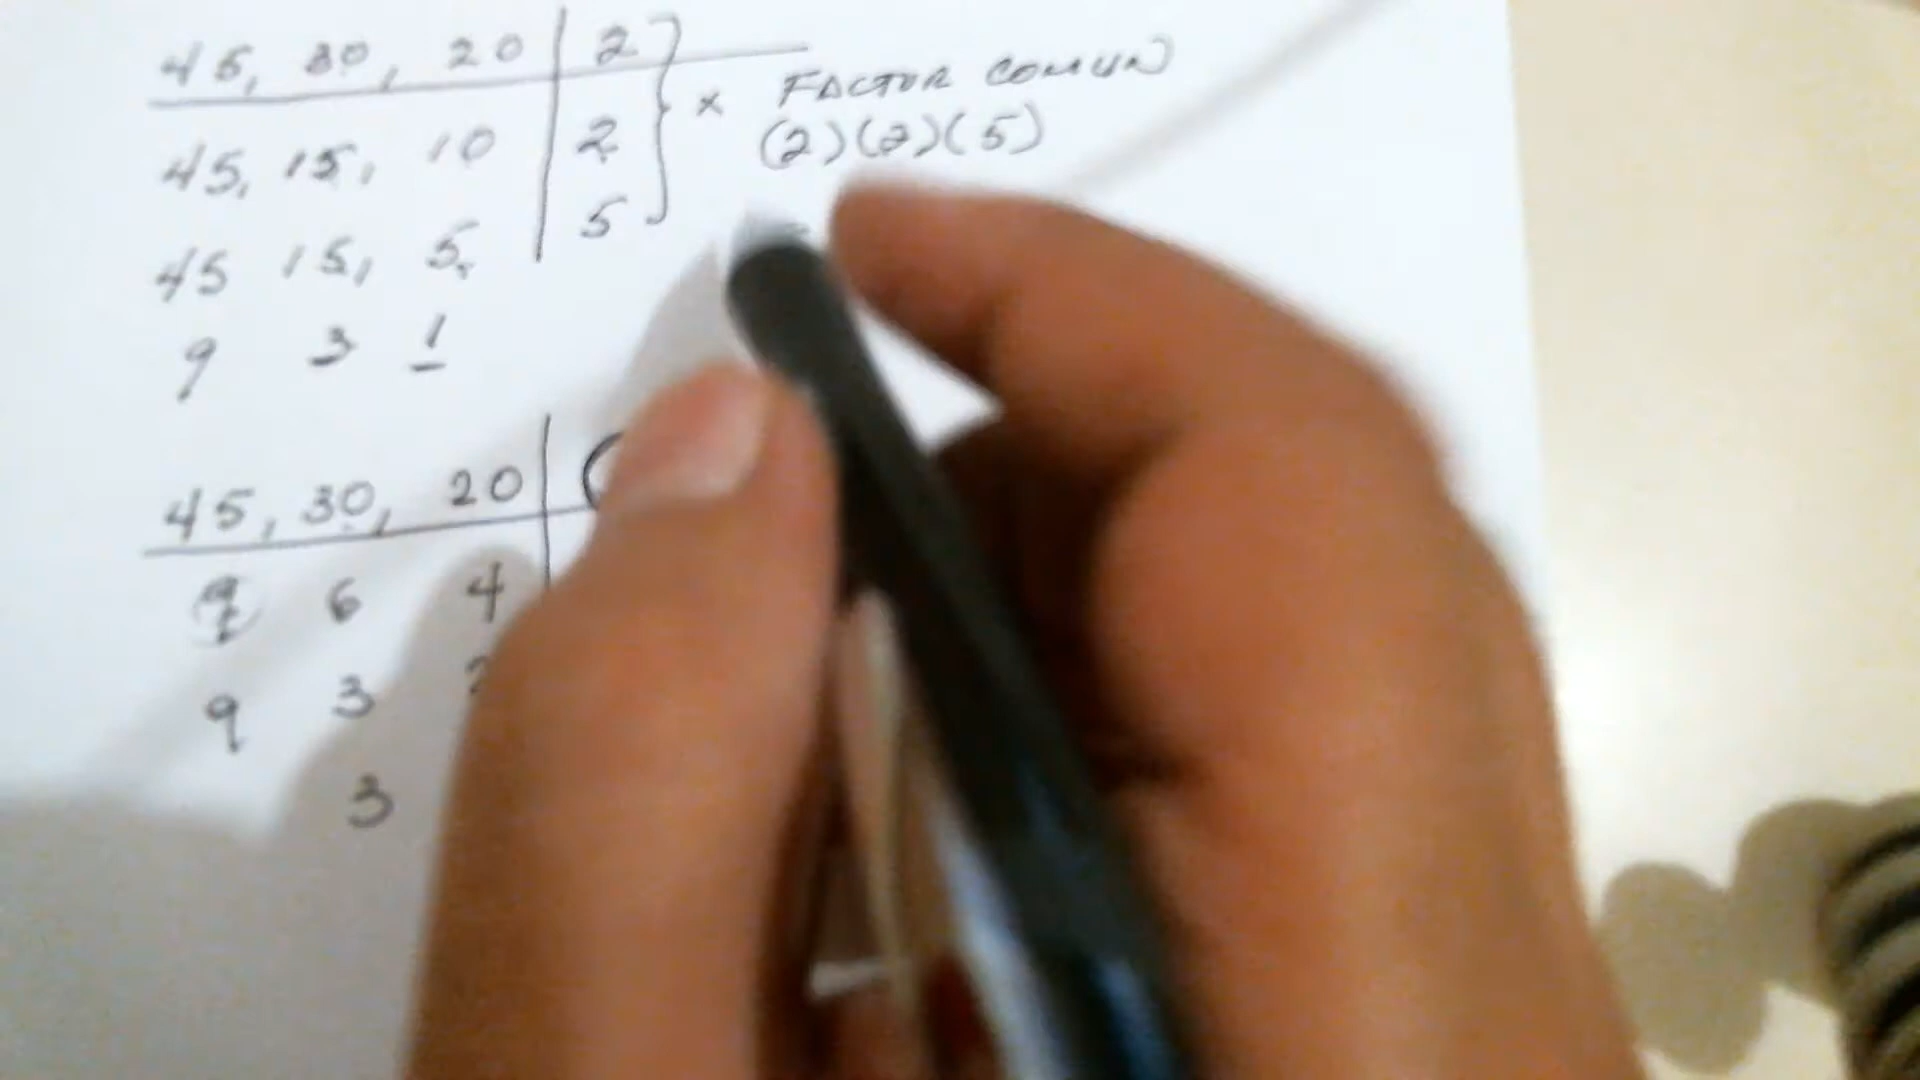 45, 30, 20 | 2
45, 15, 10 | 2 } x FACTOR COMUN
(2)(2)(5)
45 15, 5, | 5
9 3 1
45, 30, 20
9 6 4
9 3 2
3